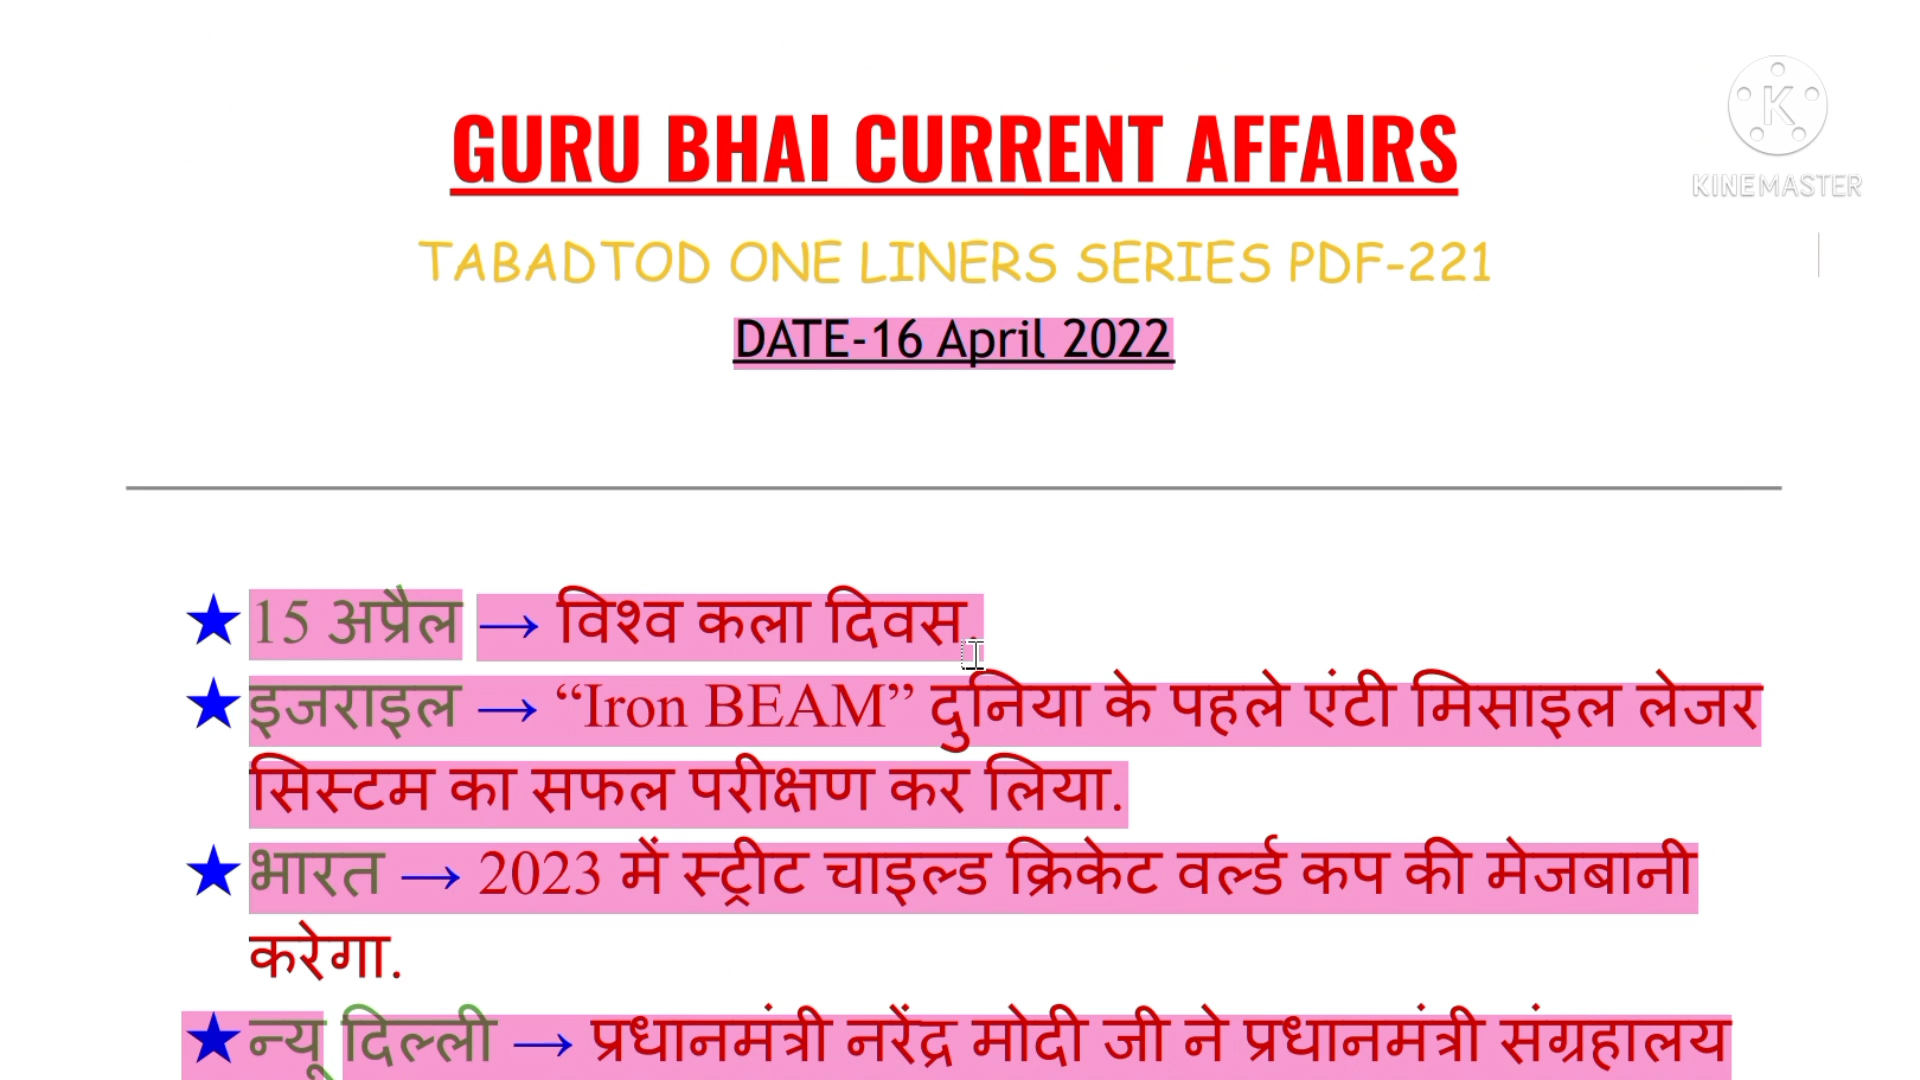 GURU BHAI CURRENT AFFAIRS
K
KINEMASTER
TABADTOD ONE LINERS SERIES PDF-221
DATE-16 April 2022
★ 15 अप्रैल → विश्व कला दिवस.
★ इजराइल → “Iron BEAM” दुनिया के पहले एंटी मिसाइल लेजर
सिस्टम का सफल परीक्षण कर लिया.
★ भारत → 2023 में स्ट्रीट चाइल्ड क्रिकेट वर्ल्ड कप की मेजबानी
करेगा.
★ न्यू दिल्ली → प्रधानमंत्री नरेंद्र मोदी जी ने प्रधानमंत्री संग्रहालय